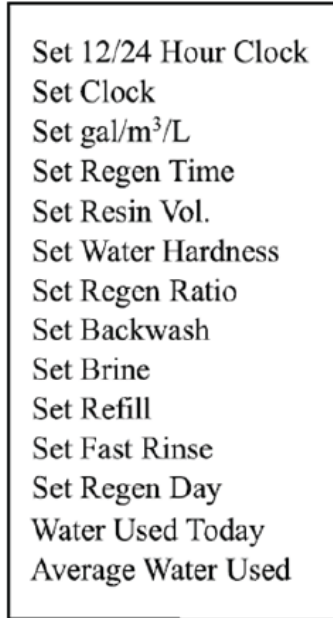 Set 12/24 Hour Clock
Set Clock
Set gal/m³/L
Set Regen Time
Set Resin Vol.
Set Water Hardness
Set Regen Ratio
Set Backwash
Set Brine
Set Refill
Set Fast Rinse
Set Regen Day
Water Used Today
Average Water Used